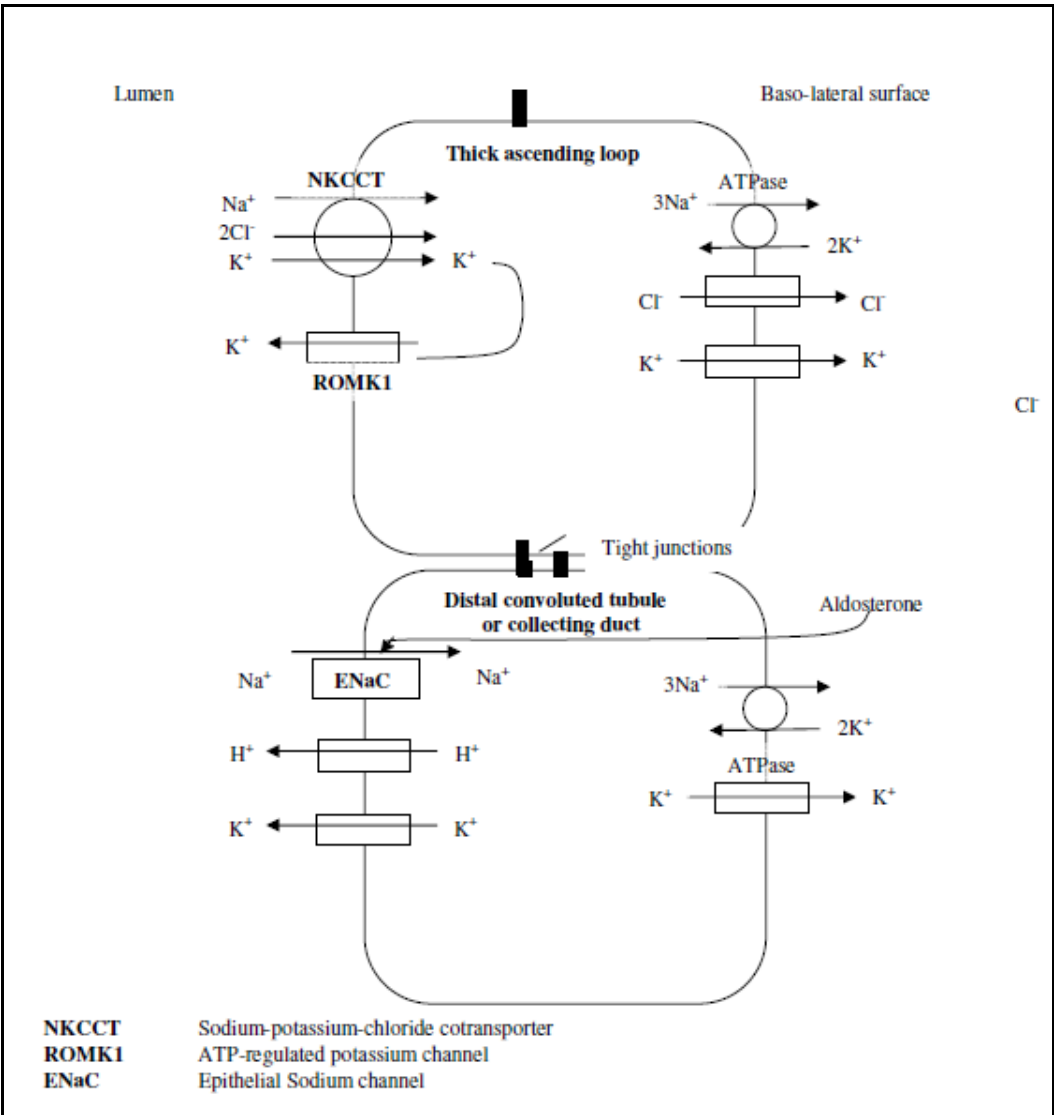 Lumen
Baso-lateral surface
Thick ascending loop
NKCCT
ATPase
Na⁺
3Na⁺
2Cl⁻
2K⁺
K⁺
K⁺
Cl⁻
Cl⁻
K⁺
K⁺
K⁺
ROMK1
Cl⁻
Tight junctions
Distal convoluted tubule
or collecting duct
Aldosterone
Na⁺
ENaC
Na⁺
3Na⁺
2K⁺
H⁺
H⁺
ATPase
K⁺
K⁺
K⁺
K⁺
NKCCT Sodium-potassium-chloride cotransporter
ROMK1 ATP-regulated potassium channel
ENaC Epithelial Sodium channel